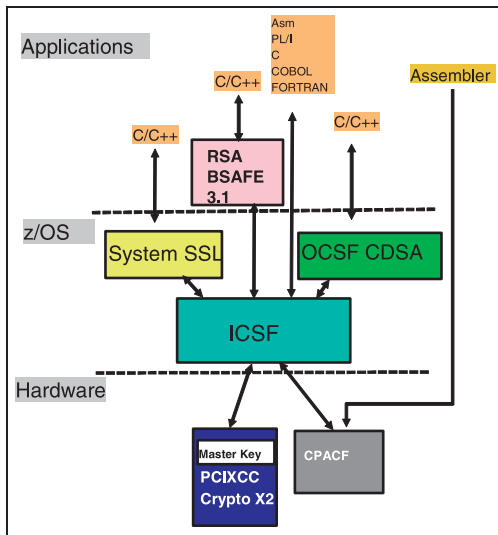 Applications
Asm
PL/I
C
COBOL
FORTRAN
Assembler
C/C++
C/C++
C/C++
RSA
BSAFE
3.1
z/OS
System SSL
OCSF CDSA
ICSF
Hardware
Master Key
PCIXCC
Crypto X2
CPACF